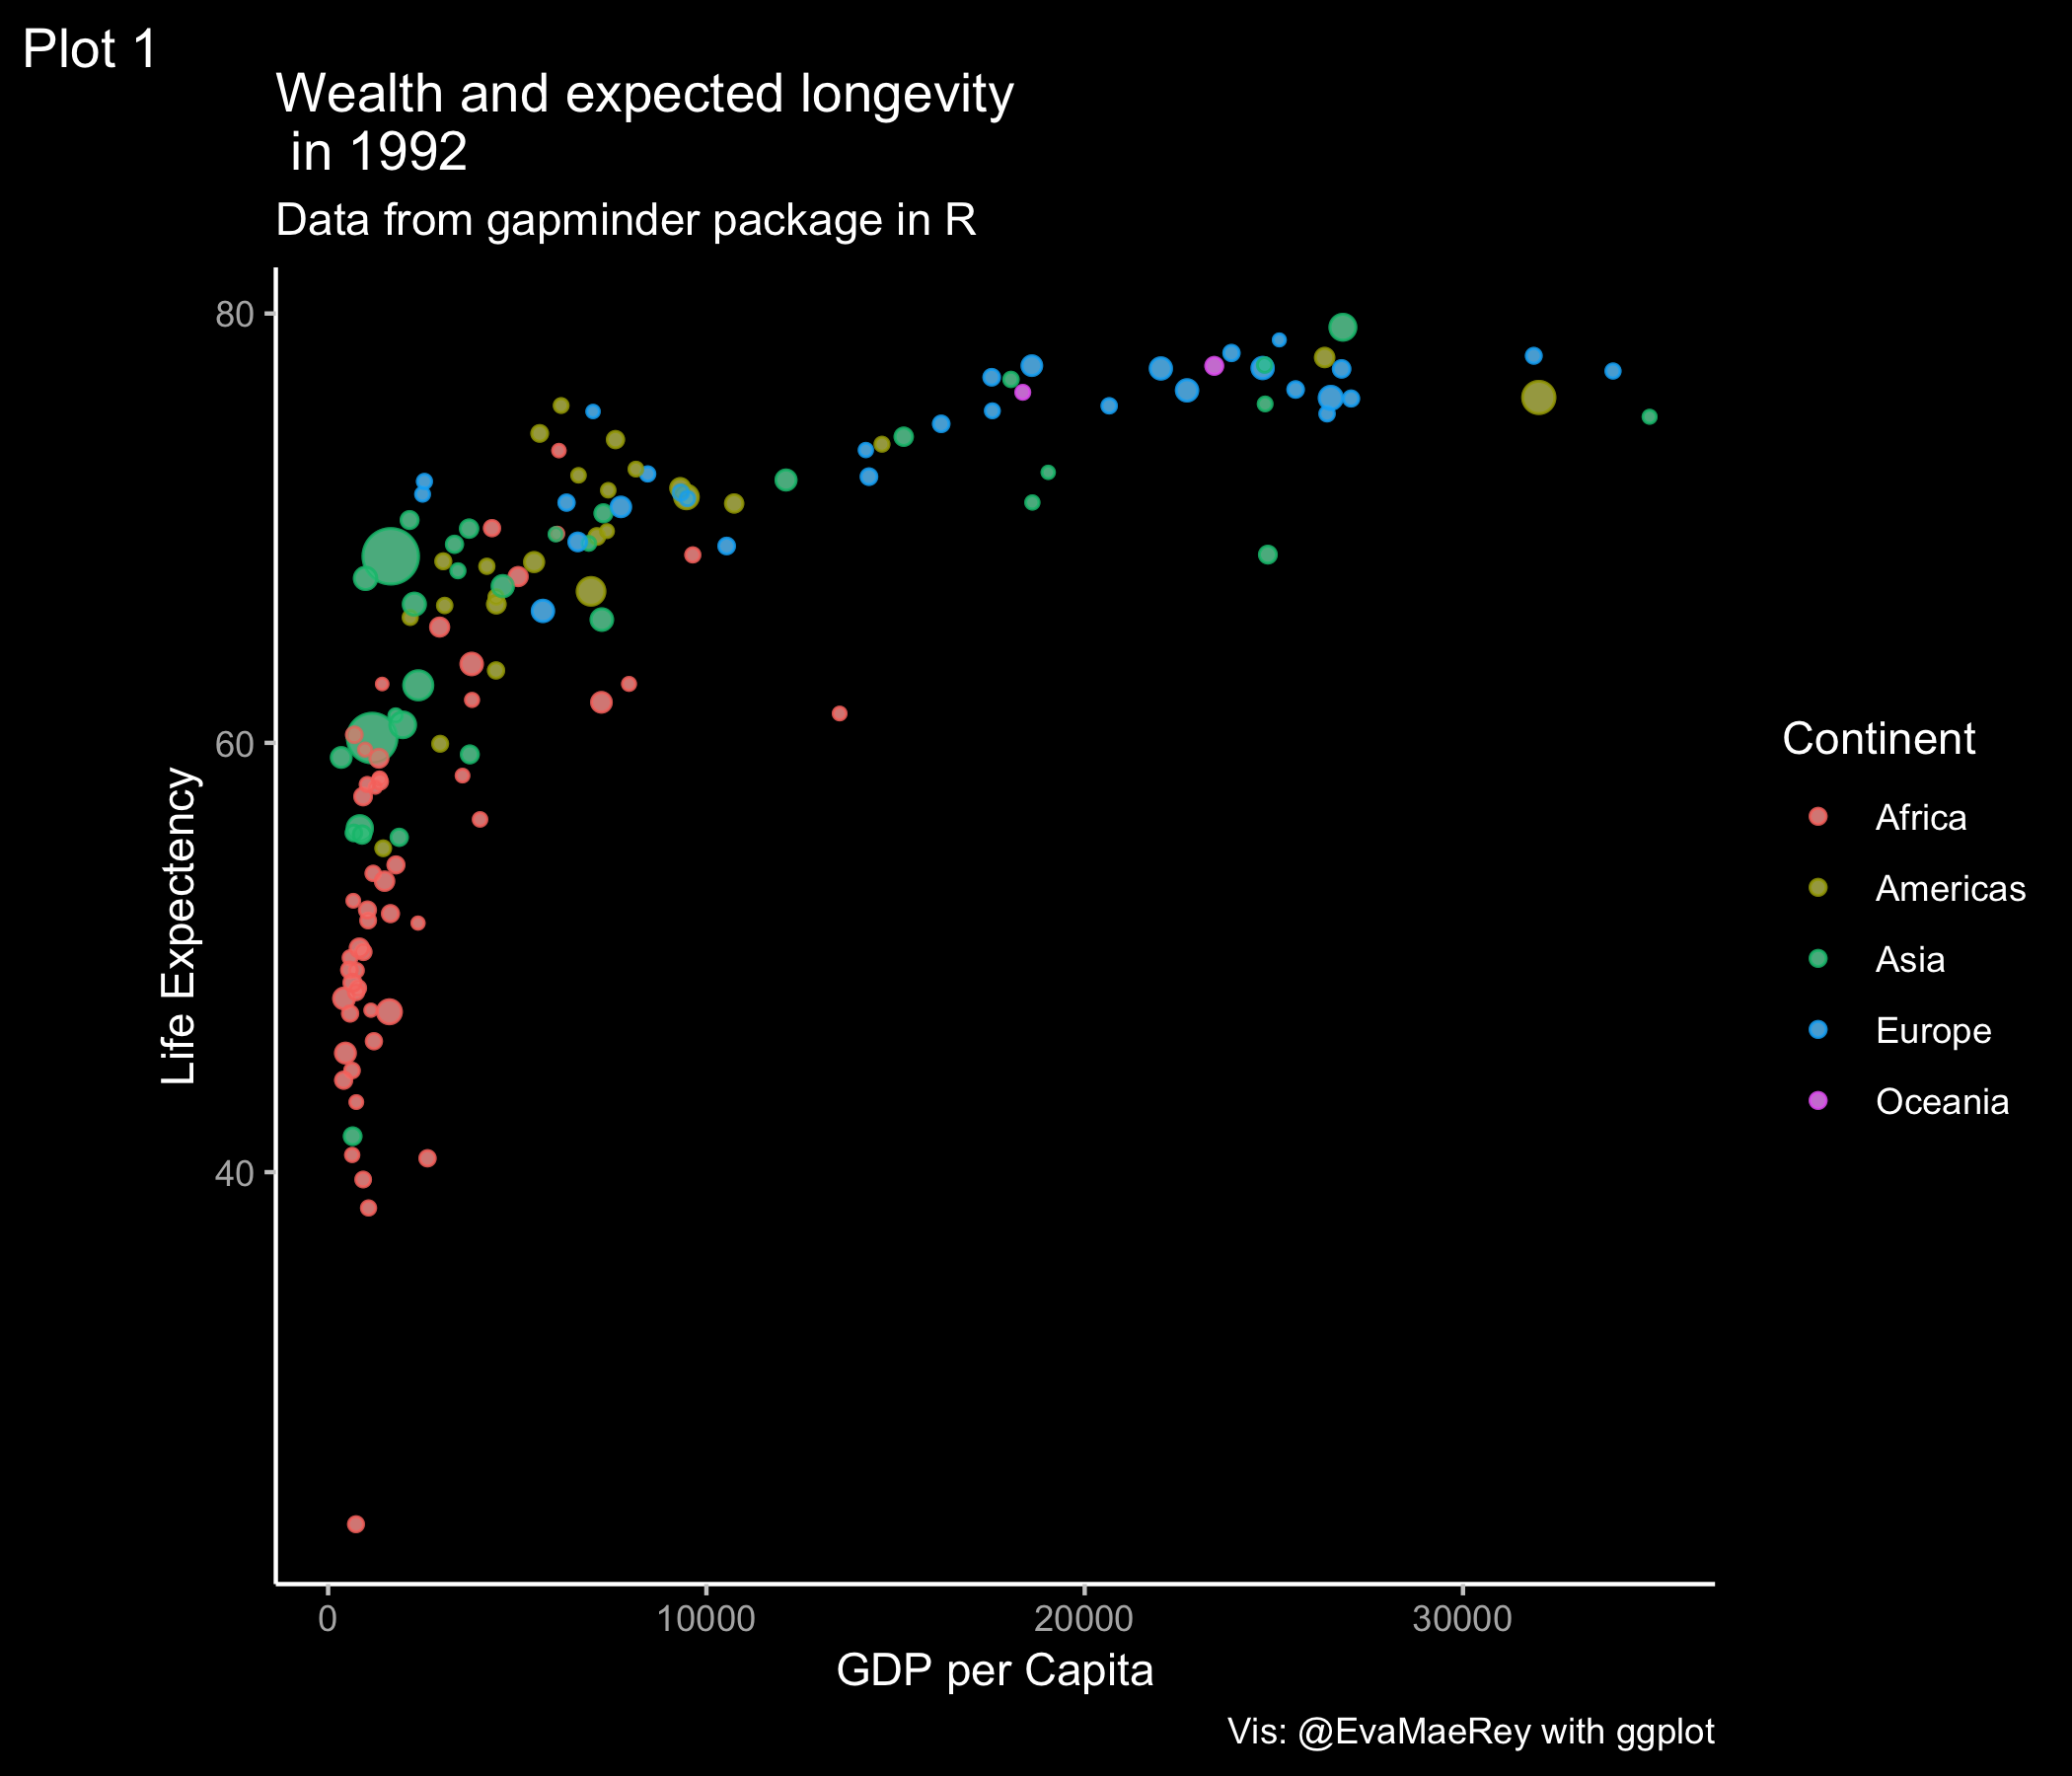 Plot 1
Wealth and expected longevity
in 1992
Data from gapminder package in R
80
60
40
Life Expectency
0 10000 20000 30000
GDP per Capita
Continent
Africa
Americas
Asia
Europe
Oceania
Vis: @EvaMaeRey with ggplot